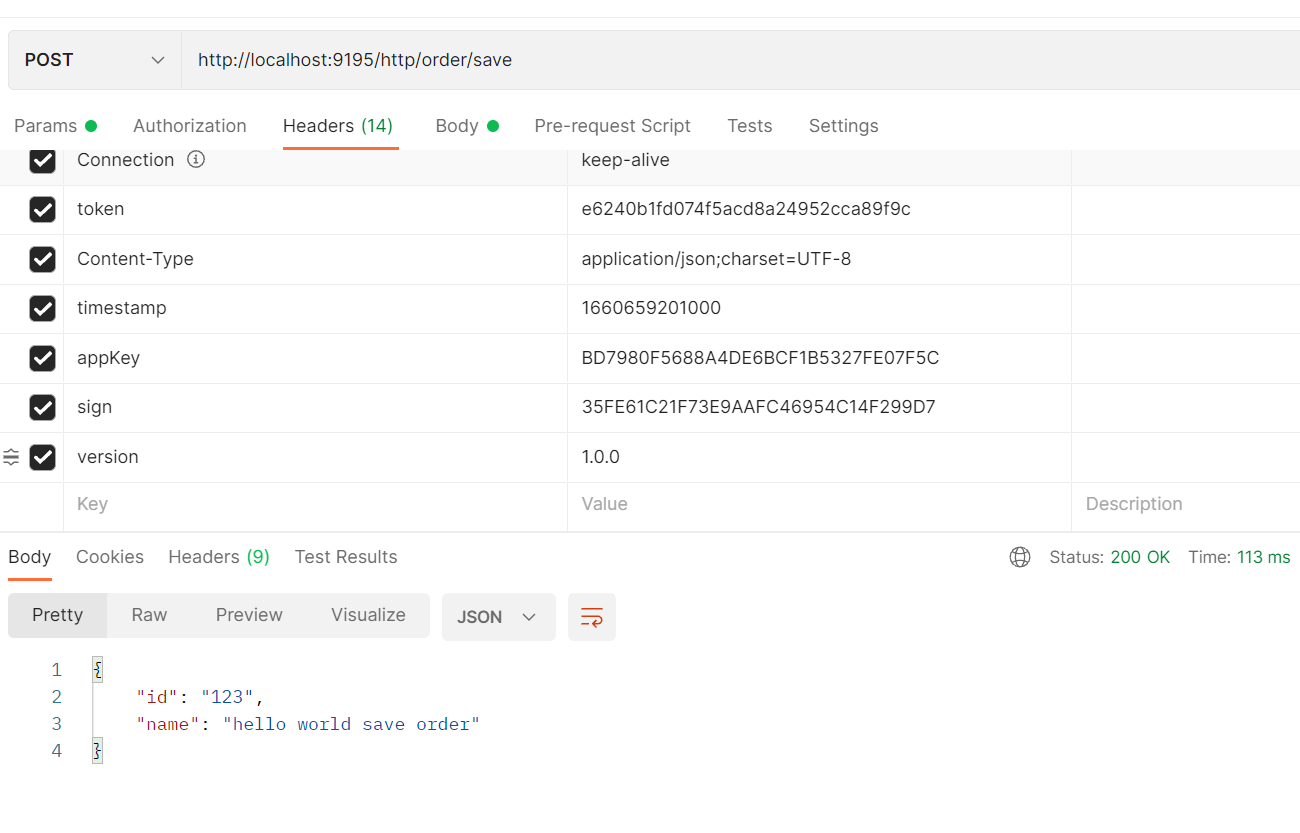 POST http://localhost:9195/http/order/save
Params Authorization Headers (14) Body Pre-request Script Tests Settings
Connection keep-alive
token e6240b1fd074f5acd8a24952cca89f9c
Content-Type application/json;charset=UTF-8
timestamp 1660659201000
appKey BD7980F5688A4DE6BCF1B5327FE07F5C
sign 35FE61C21F73E9AAFC46954C14F299D7
version 1.0.0
Key Value Description
Body Cookies Headers (9) Test Results Status: 200 OK Time: 113 ms
Pretty Raw Preview Visualize JSON
1 {
2 "id": "123",
3 "name": "hello world save order"
4 }